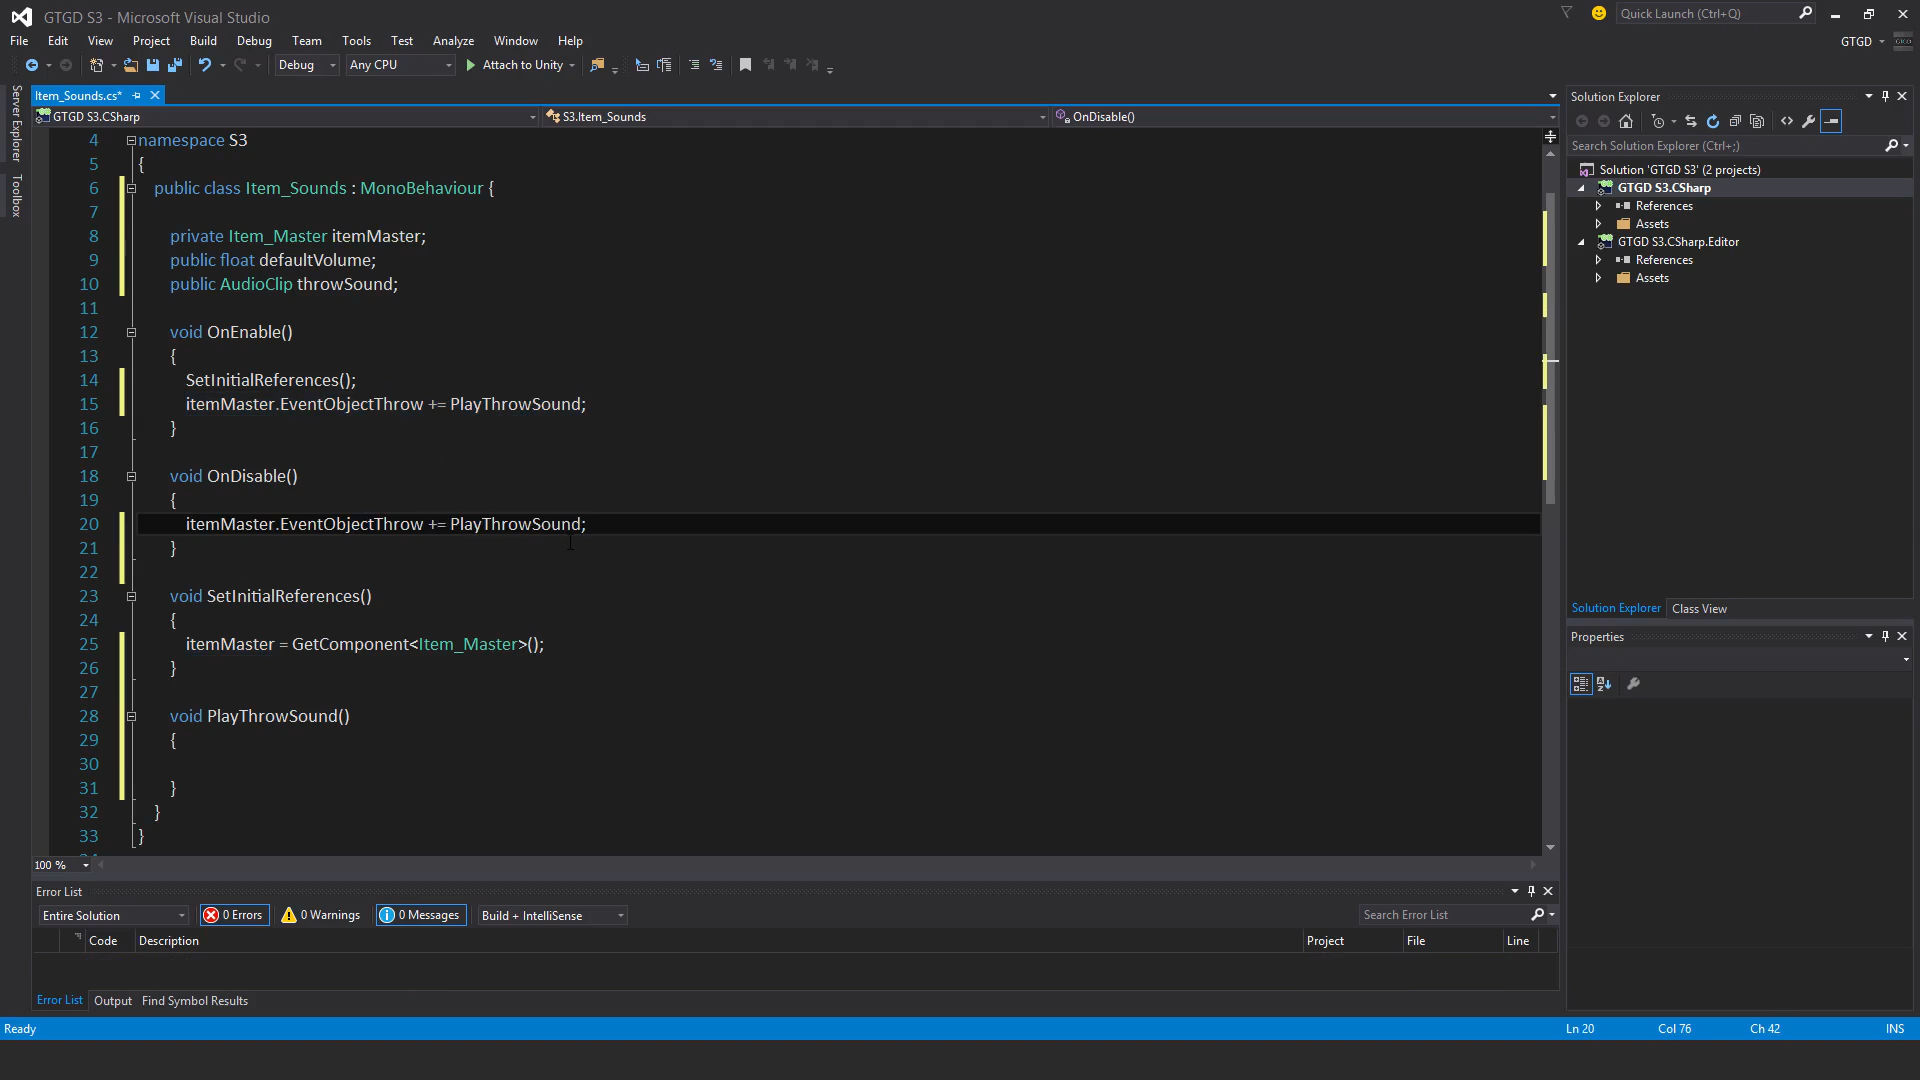 GTGD S3 - Microsoft Visual Studio
Quick Launch (Ctrl+Q)
File Edit View Project Build Debug Team Tools Test Analyze Window Help
GTGD
Debug Any CPU Attach to Unity
Server Explorer
Toolbox
Item_Sounds.cs*
GTGD S3.CSharp S3.Item_Sounds OnDisable()
4 namespace S3
5 {
6 public class Item_Sounds : MonoBehaviour {
7
8 private Item_Master itemMaster;
9 public float defaultVolume;
10 public AudioClip throwSound;
11
12 void OnEnable()
13 {
14 SetInitialReferences();
15 itemMaster.EventObjectThrow += PlayThrowSound;
16 }
17
18 void OnDisable()
19 {
20 itemMaster.EventObjectThrow += PlayThrowSound;
21 }
22
23 void SetInitialReferences()
24 {
25 itemMaster = GetComponent<Item_Master>();
26 }
27
28 void PlayThrowSound()
29 {
30
31 }
32 }
33 }
100 %
Solution Explorer
Search Solution Explorer (Ctrl+;)
Solution 'GTGD S3' (2 projects)
GTGD S3.CSharp
References
Assets
GTGD S3.CSharp.Editor
References
Assets
Solution Explorer Class View
Properties
Error List
Entire Solution 0 Errors 0 Warnings 0 Messages Build + IntelliSense Search Error List
Code Description Project File Line
Error List Output Find Symbol Results
Ready Ln 20 Col 76 Ch 42 INS